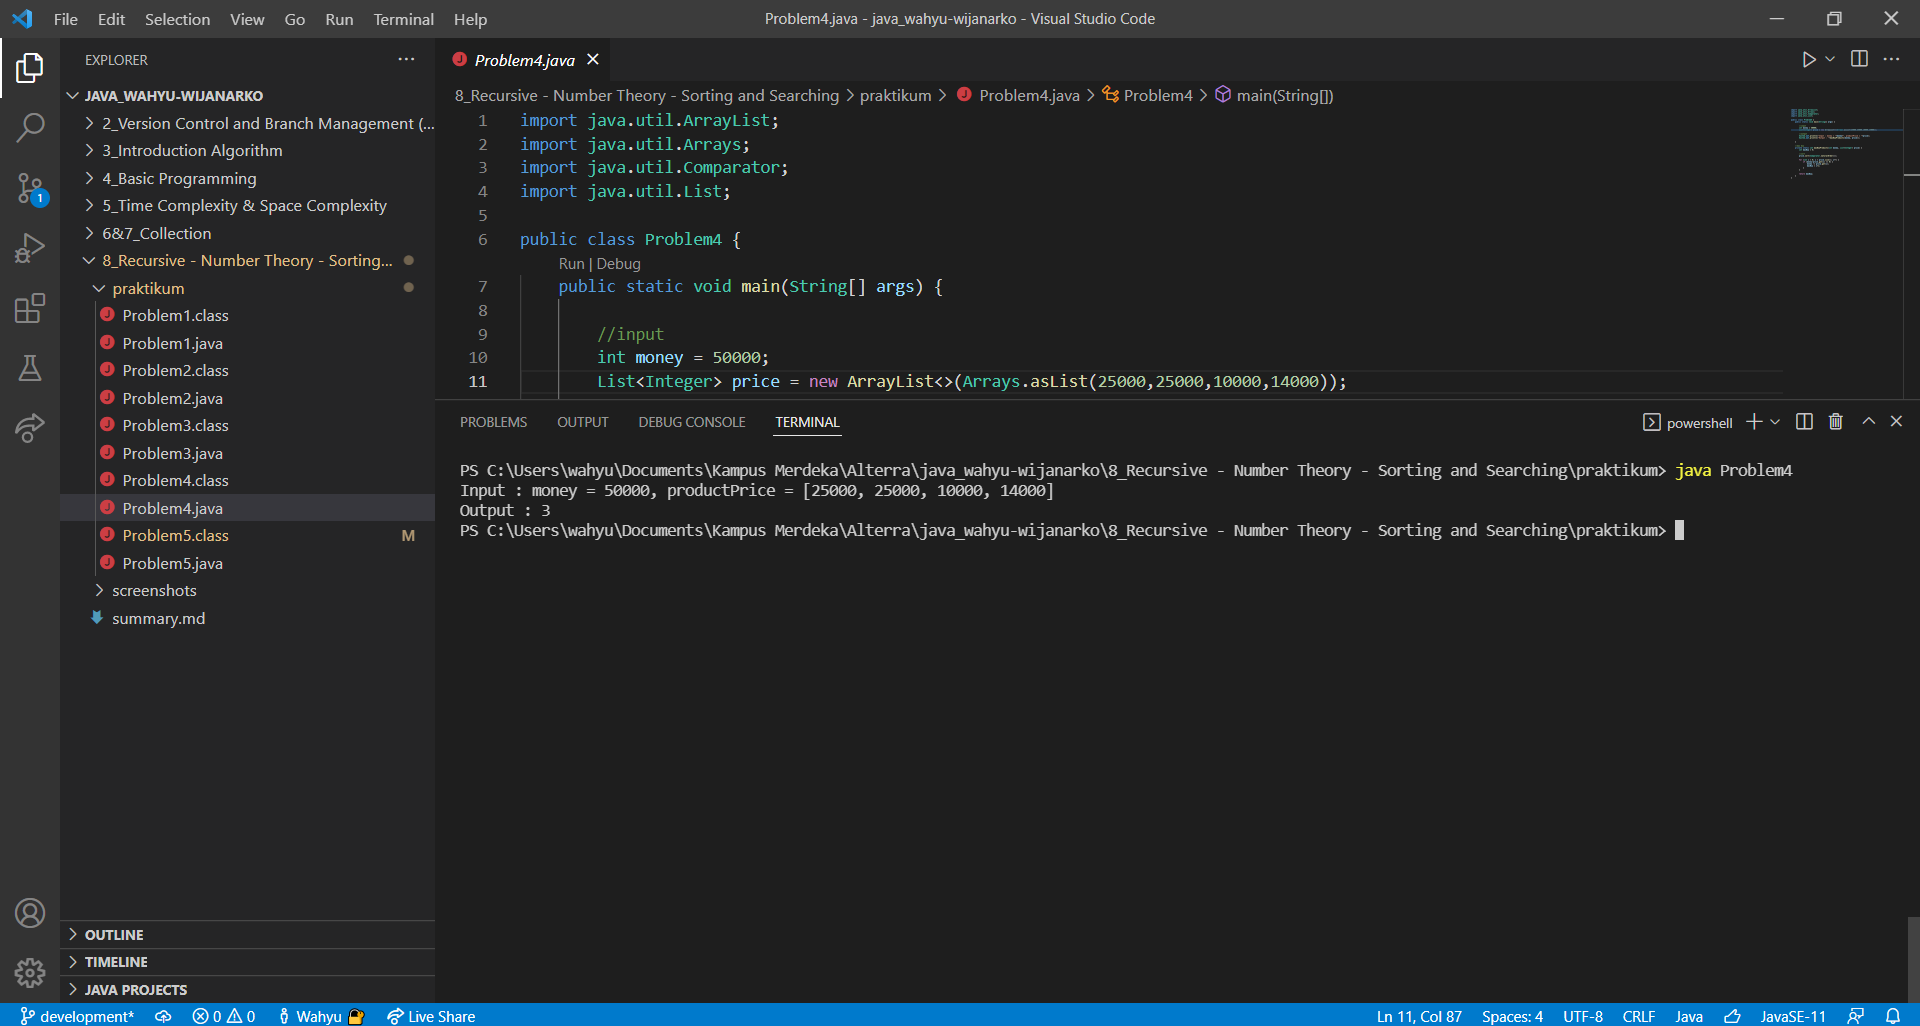 File Edit Selection View Go Run Terminal Help
Problem4.java - java_wahyu-wijanarko - Visual Studio Code
EXPLORER
JAVA_WAHYU-WIJANARKO
2_Version Control and Branch Management (...
3_Introduction Algorithm
4_Basic Programming
5_Time Complexity & Space Complexity
6&7_Collection
8_Recursive - Number Theory - Sorting...
praktikum
Problem1.class
Problem1.java
Problem2.class
Problem2.java
Problem3.class
Problem3.java
Problem4.class
Problem4.java
Problem5.class M
Problem5.java
screenshots
summary.md
OUTLINE
TIMELINE
JAVA PROJECTS
1
Problem4.java
8_Recursive - Number Theory - Sorting and Searching > praktikum > Problem4.java > Problem4 > main(String[])
1 import java.util.ArrayList;
2 import java.util.Arrays;
3 import java.util.Comparator;
4 import java.util.List;
5
6 public class Problem4 {
Run | Debug
7 public static void main(String[] args) {
8
9 //input
10 int money = 50000;
11 List<Integer> price = new ArrayList<>(Arrays.asList(25000,25000,10000,14000));
PROBLEMS OUTPUT DEBUG CONSOLE TERMINAL
powershell
PS C:\Users\wahyu\Documents\Kampus Merdeka\Alterra\java_wahyu-wijanarko\8_Recursive - Number Theory - Sorting and Searching\praktikum> java Problem4
Input : money = 50000, productPrice = [25000, 25000, 10000, 14000]
Output : 3
PS C:\Users\wahyu\Documents\Kampus Merdeka\Alterra\java_wahyu-wijanarko\8_Recursive - Number Theory - Sorting and Searching\praktikum>
development* 0 0 Wahyu Live Share
Ln 11, Col 87 Spaces: 4 UTF-8 CRLF Java JavaSE-11